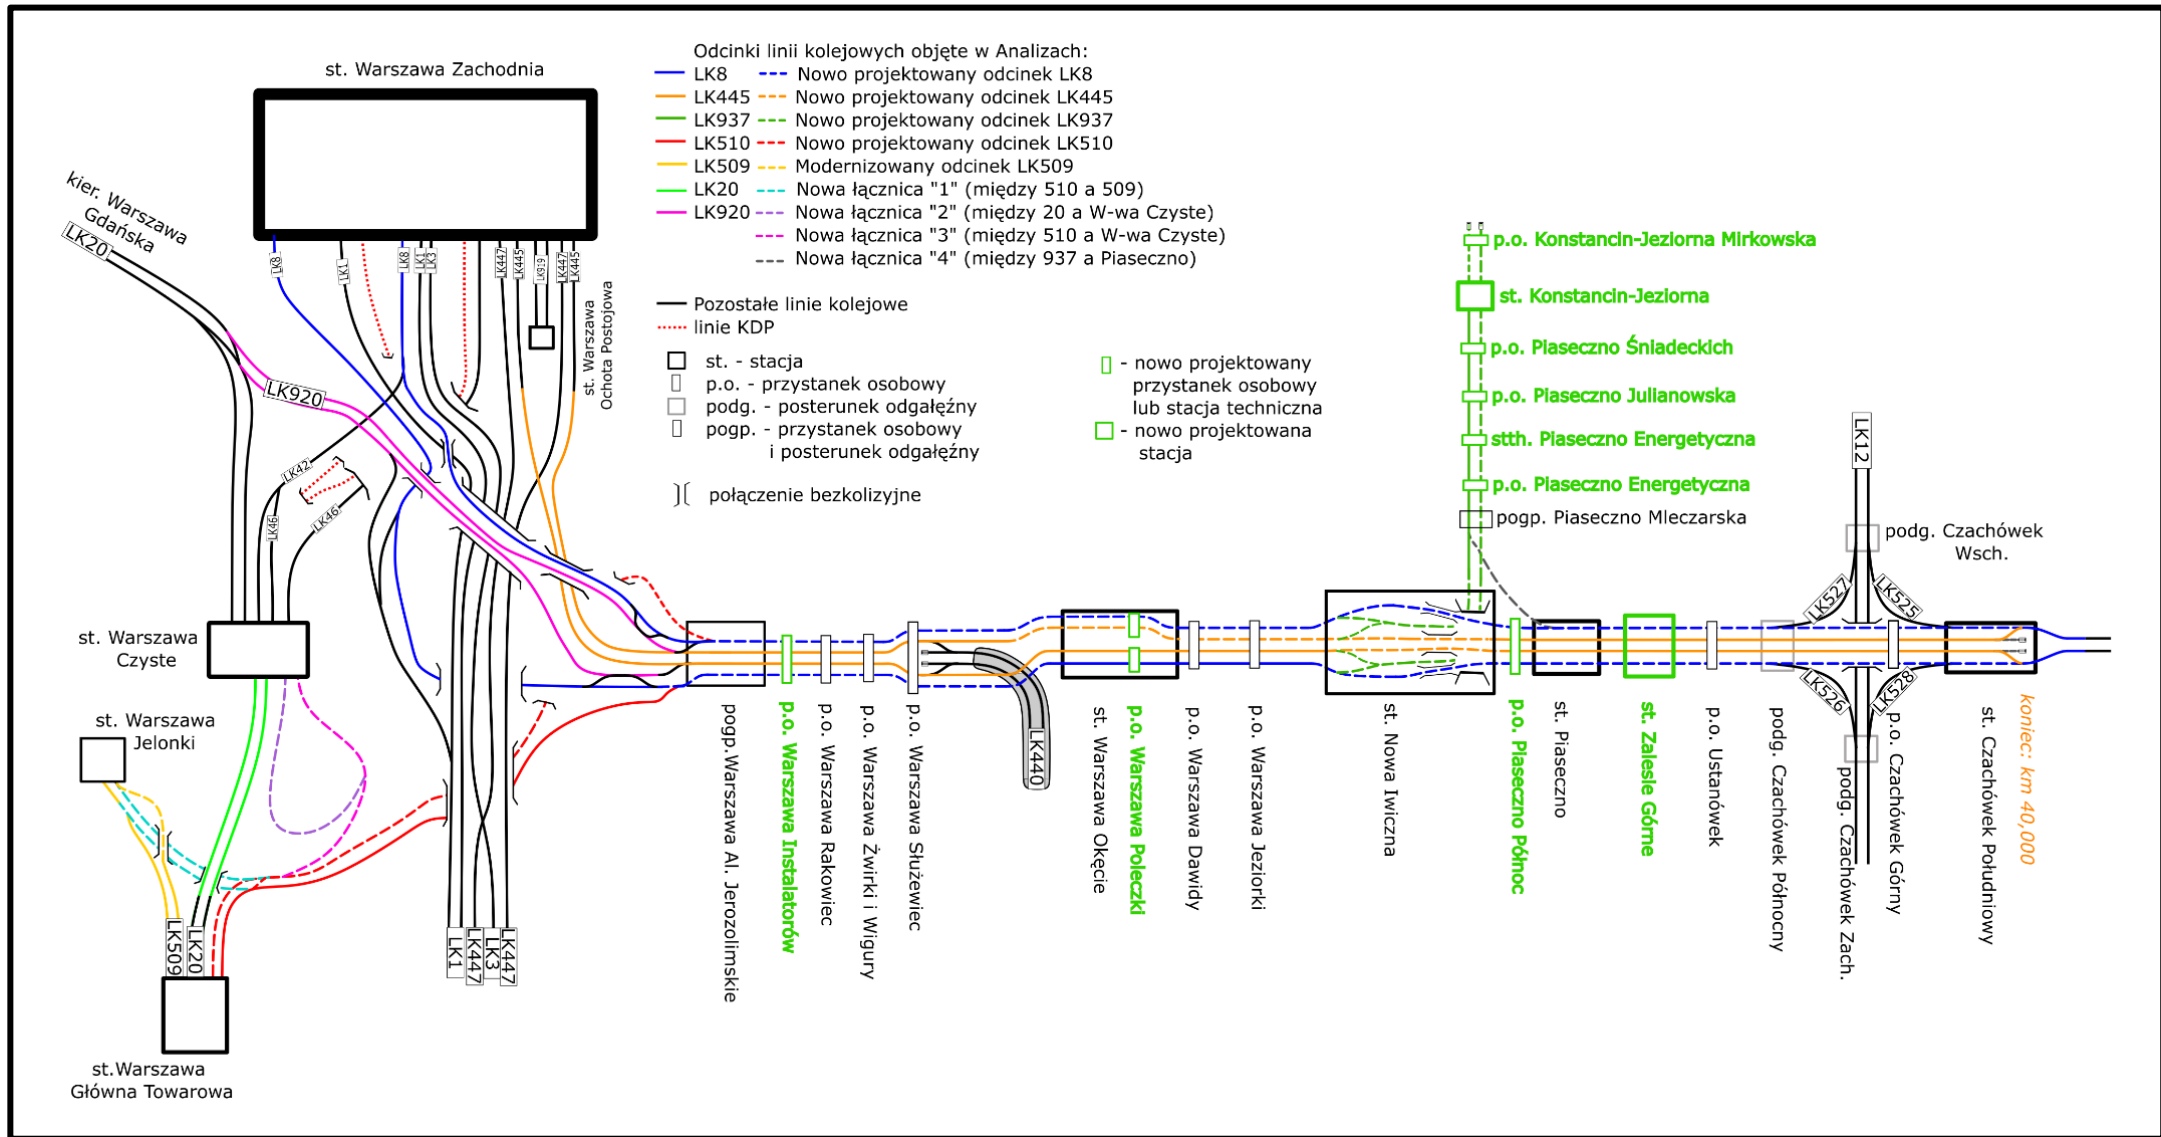 st. Warszawa Zachodnia
Odcinki linii kolejowych objęte w Analizach:
LK8 Nowo projektowany odcinek LK8
LK445 Nowo projektowany odcinek LK445
LK937 Nowo projektowany odcinek LK937
LK510 Nowo projektowany odcinek LK510
LK509 Modernizowany odcinek LK509
LK20 Nowa łącznica "1" (między 510 a 509)
LK920 Nowa łącznica "2" (między 20 a W-wa Czyste)
Nowa łącznica "3" (między 510 a W-wa Czyste)
Nowa łącznica "4" (między 937 a Piaseczno)
Pozostałe linie kolejowe
linie KDP
st. - stacja
p.o. - przystanek osobowy
podg. - posterunek odgałęźny
pogp. - przystanek osobowy
i posterunek odgałęźny
)( połączenie bezkolizyjne
- nowo projektowany
przystanek osobowy
lub stacja techniczna
- nowo projektowana
stacja
kier. Warszawa
Gdańska
LK20
LK8
LK1
LK8
LK1
LK3
LK447
LK445
LK919
LK447
LK445
st. Warszawa
Ochota Postojowa
LK920
LK42
LK46
LK46
st. Warszawa
Czyste
st. Warszawa
Jelonki
LK509
LK20
st.Warszawa
Główna Towarowa
LK1
LK447
LK3
LK447
pogp.Warszawa Al. Jerozolimskie
p.o. Warszawa Instalatorów
p.o. Warszawa Rakowiec
p.o. Warszawa Żwirki i Wigury
p.o. Warszawa Służewiec
LK440
st. Warszawa Okęcie
p.o. Warszawa Poleczki
p.o. Warszawa Dawidy
p.o. Warszawa Jeziorki
st. Nowa Iwiczna
p.o. Konstancin-Jeziorna Mirkowska
st. Konstancin-Jeziorna
p.o. Piaseczno Śniadeckich
p.o. Piaseczno Julianowska
stth. Piaseczno Energetyczna
p.o. Piaseczno Energetyczna
pogp. Piaseczno Mleczarska
p.o. Piaseczno Północ
st. Piaseczno
st. Zalesie Górne
p.o. Ustanówek
podg. Czachówek Północny
LK12
podg. Czachówek
Wsch.
LK527
LK525
LK526
LK528
podg. Czachówek Zach.
p.o. Czachówek Górny
st. Czachówek Południowy
koniec: km 40,000